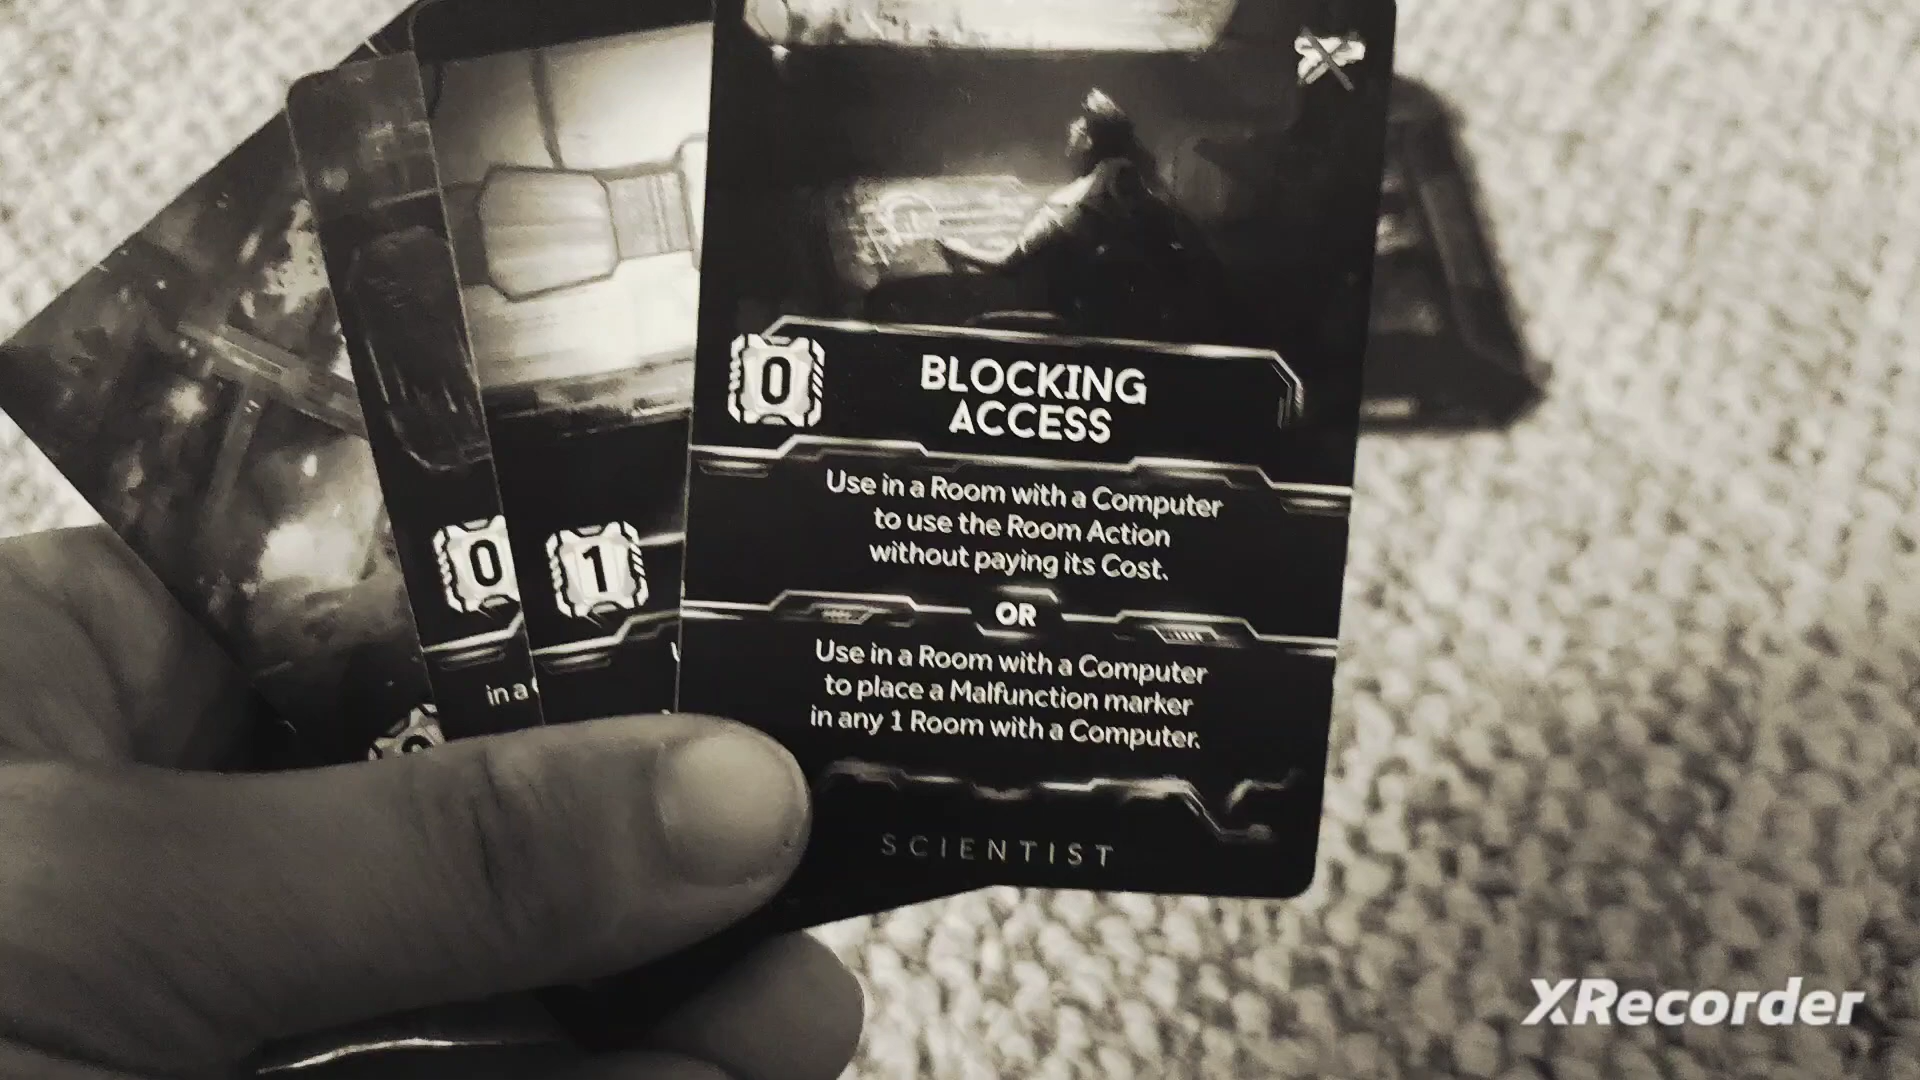 0
BLOCKING
ACCESS
Use in a Room with a Computer
to use the Room Action
without paying its Cost.
OR
Use in a Room with a Computer
to place a Malfunction marker
in any 1 Room with a Computer.
SCIENTIST
0
in a
1
XRecorder